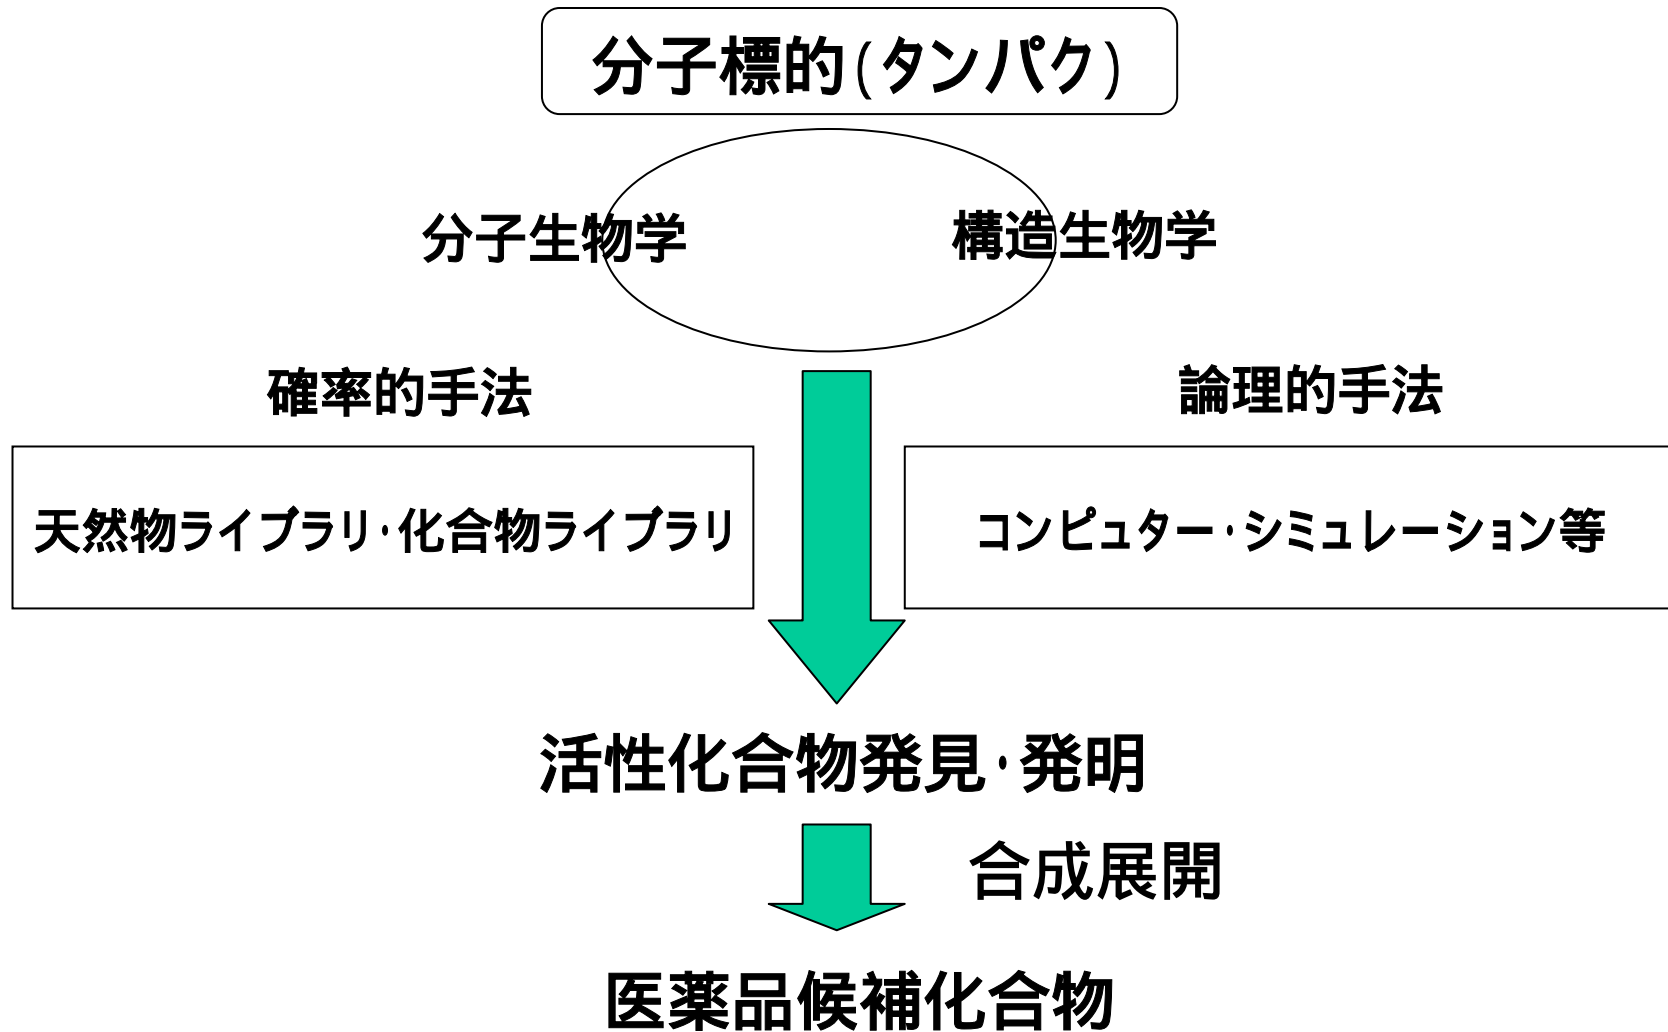 分子標的(タンパク)
分子生物学
構造生物学
確率的手法
論理的手法
天然物ライブラリ･化合物ライブラリ
コンピュター・シミュレーション等
活性化合物発見･発明
合成展開
医薬品候補化合物